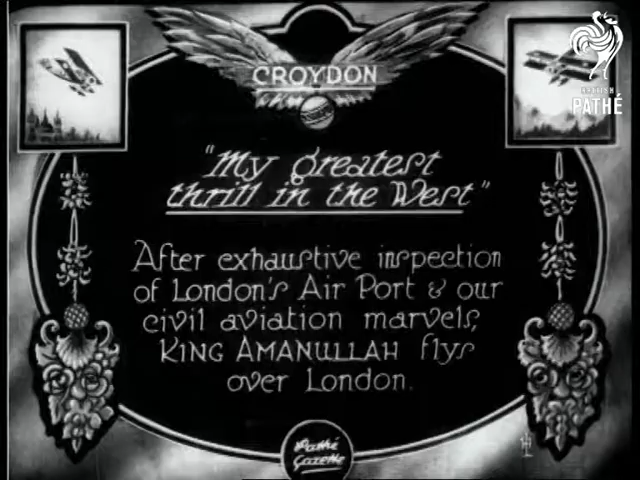 CROYDON
BRITISH
PATHÉ
"My greatest
thrill in the West"
After exhaustive inspection
of London's Air Port & our
civil aviation marvels,
KING AMANULLAH flys
over London.
Pathé
Gazette